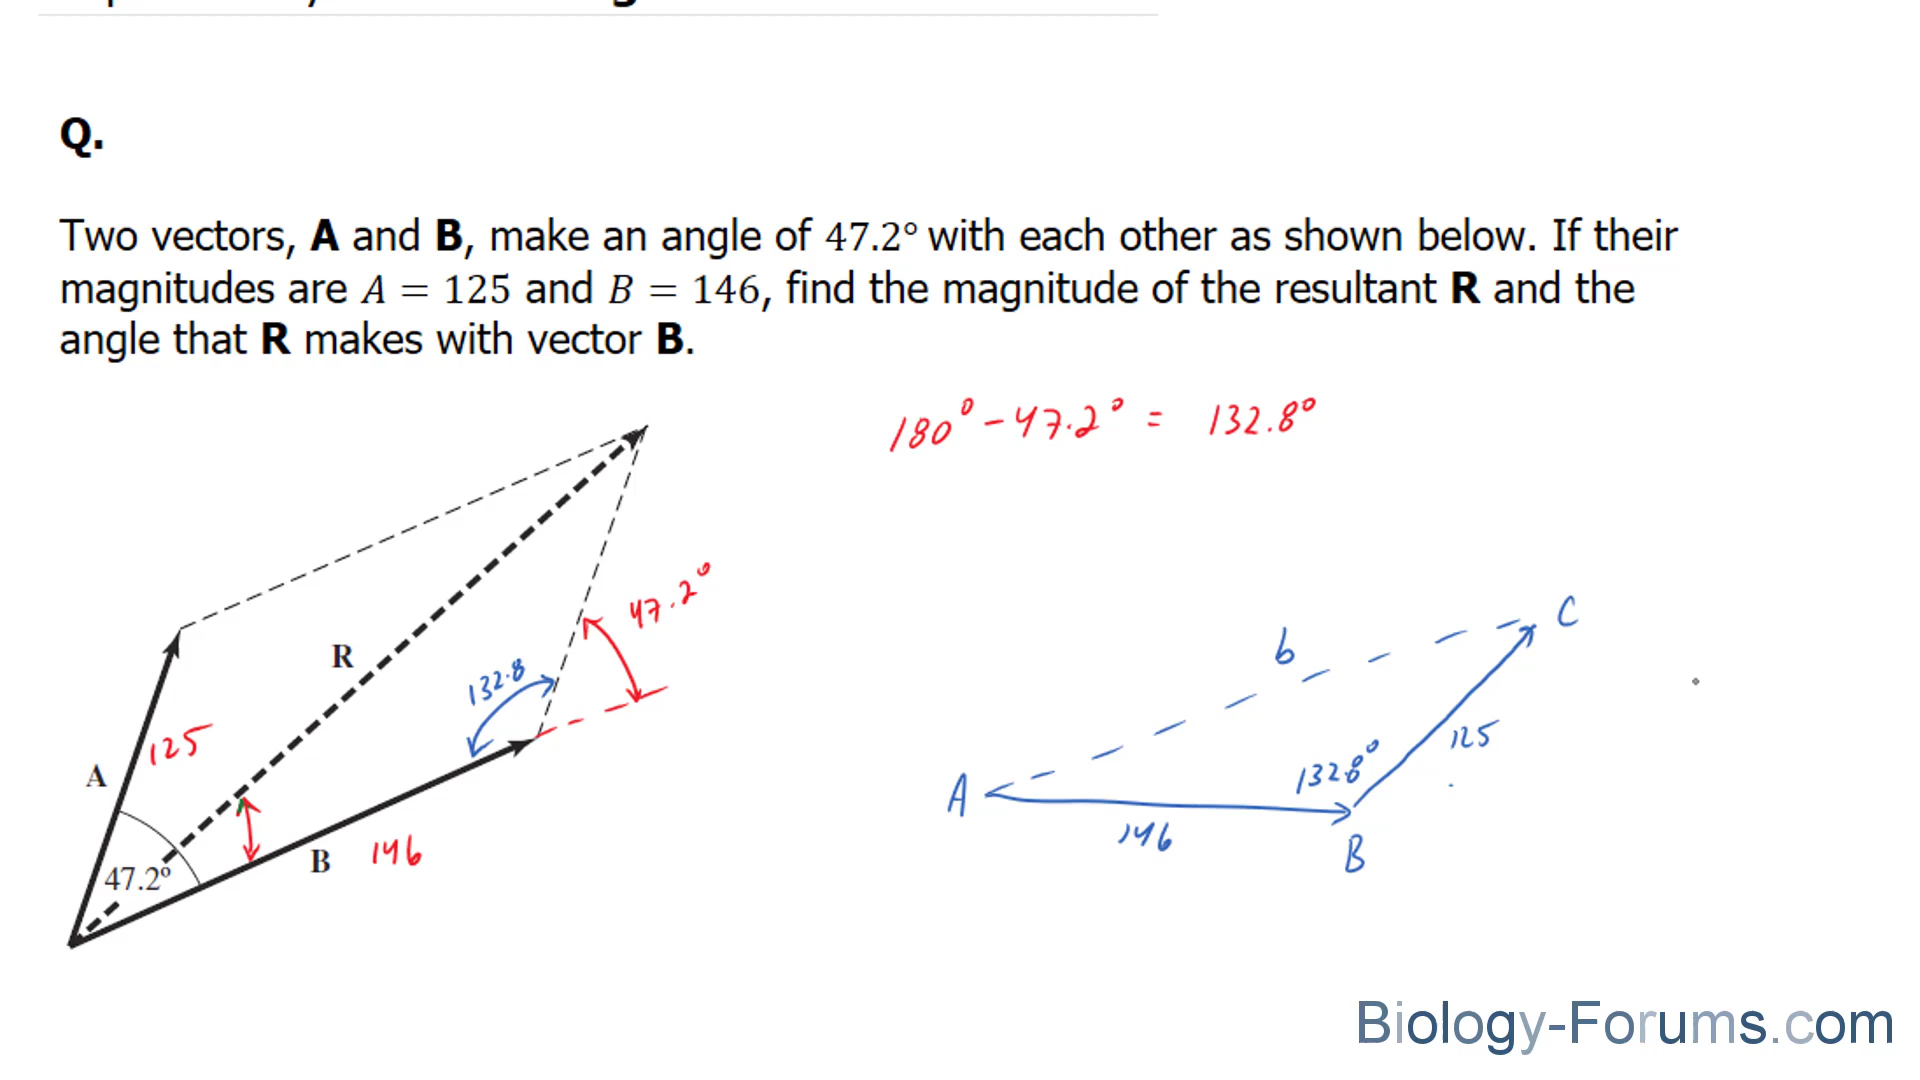 Q.
Two vectors, A and B, make an angle of 47.2° with each other as shown below. If their
magnitudes are A = 125 and B = 146, find the magnitude of the resultant R and the
angle that R makes with vector B.
180° - 47.2° = 132.8°
47.2°
C
b
R
132.8
125
125
A
132.8°
A
146
B
146
B
47.2°
Biology-Forums.com